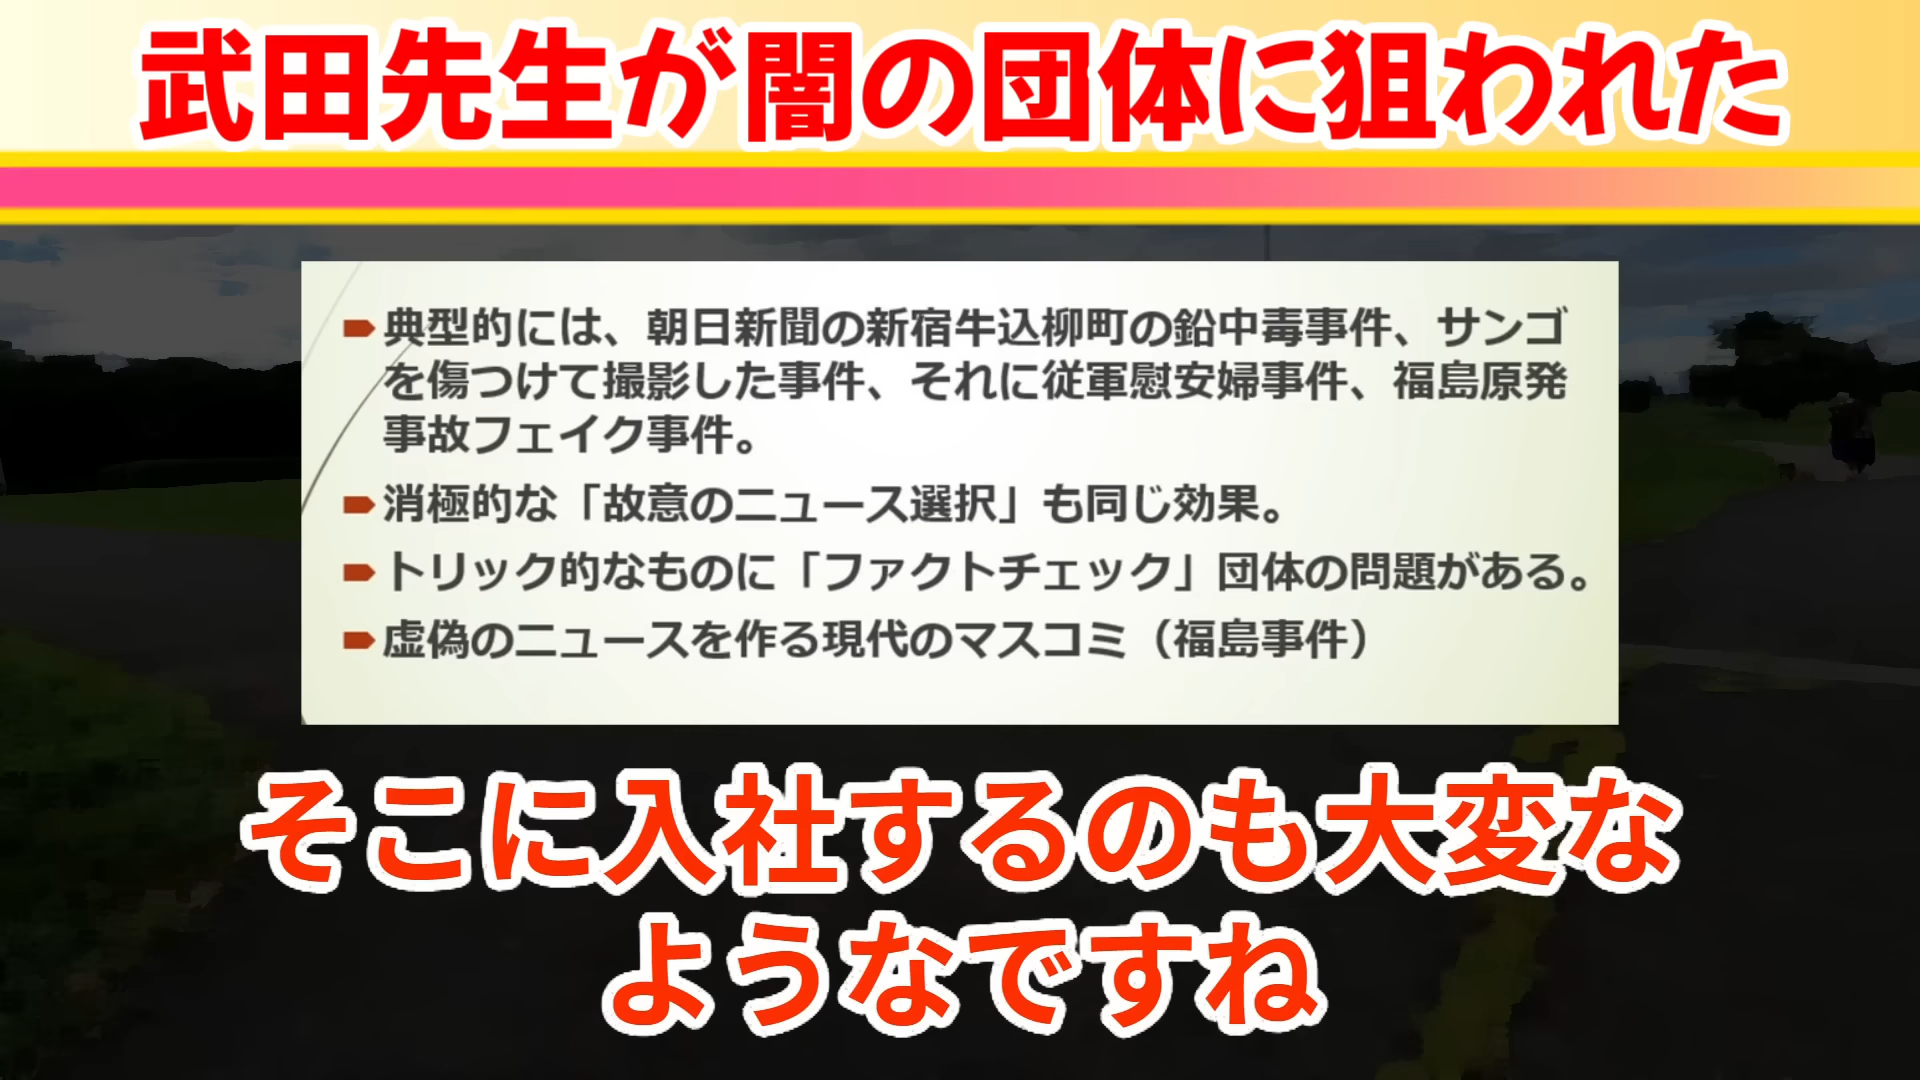 武田先生が闇の団体に狙われた
典型的には、朝日新聞の新宿牛込柳町の鉛中毒事件、サンゴ
を傷つけて撮影した事件、それに従軍慰安婦事件、福島原発
事故フェイク事件。
消極的な「故意のニュース選択」も同じ効果。
トリック的なものに「ファクトチェック」団体の問題がある。
虚偽のニュースを作る現代のマスコミ（福島事件）
そこに入社するのも大変な
ようなですね